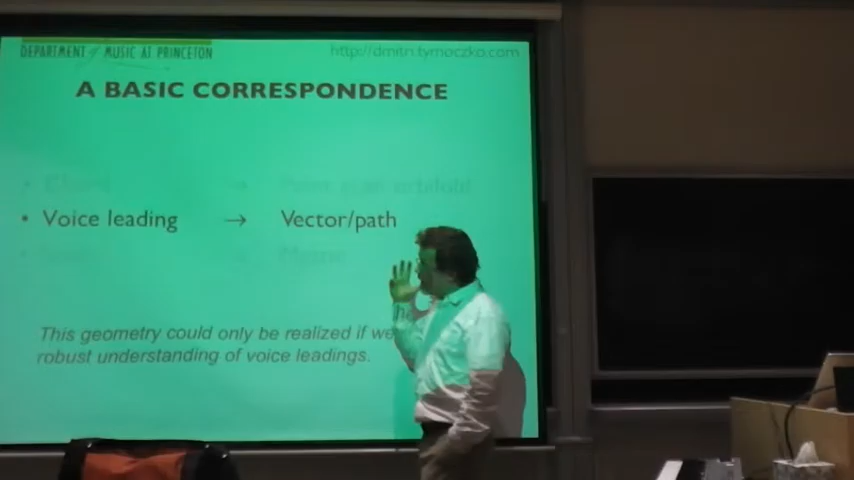 DEPARTMENT of MUSIC AT PRINCETON
http://dmitri.tymoczko.com
A BASIC CORRESPONDENCE
• Voice leading → Vector/path
This geometry could only be realized if we
robust understanding of voice leadings.